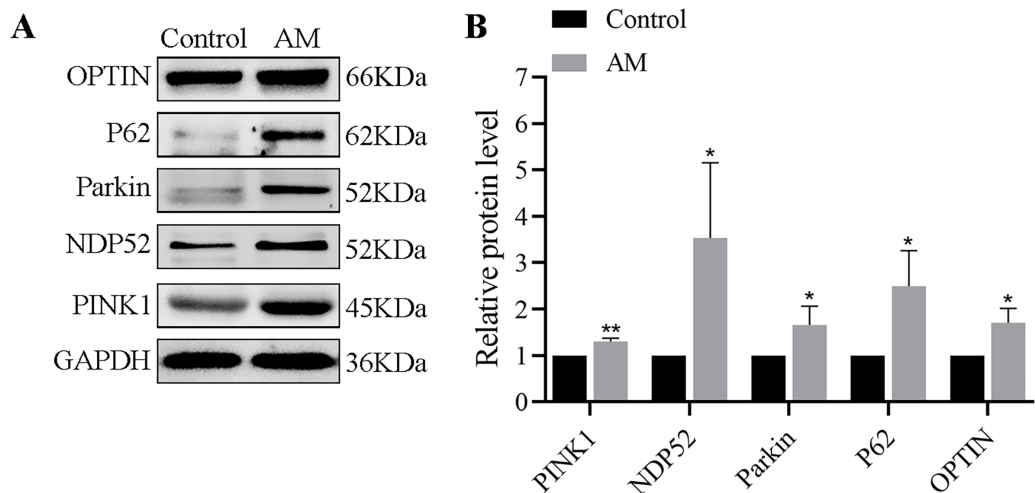 A
Control AM
OPTIN 66KDa
P62 62KDa
Parkin 52KDa
NDP52 52KDa
PINK1 45KDa
GAPDH 36KDa
B
Control
AM
Relative protein level
7
6
5
4
3
2
1
0
** * * * *
PINK1 NDP52 Parkin P62 OPTIN